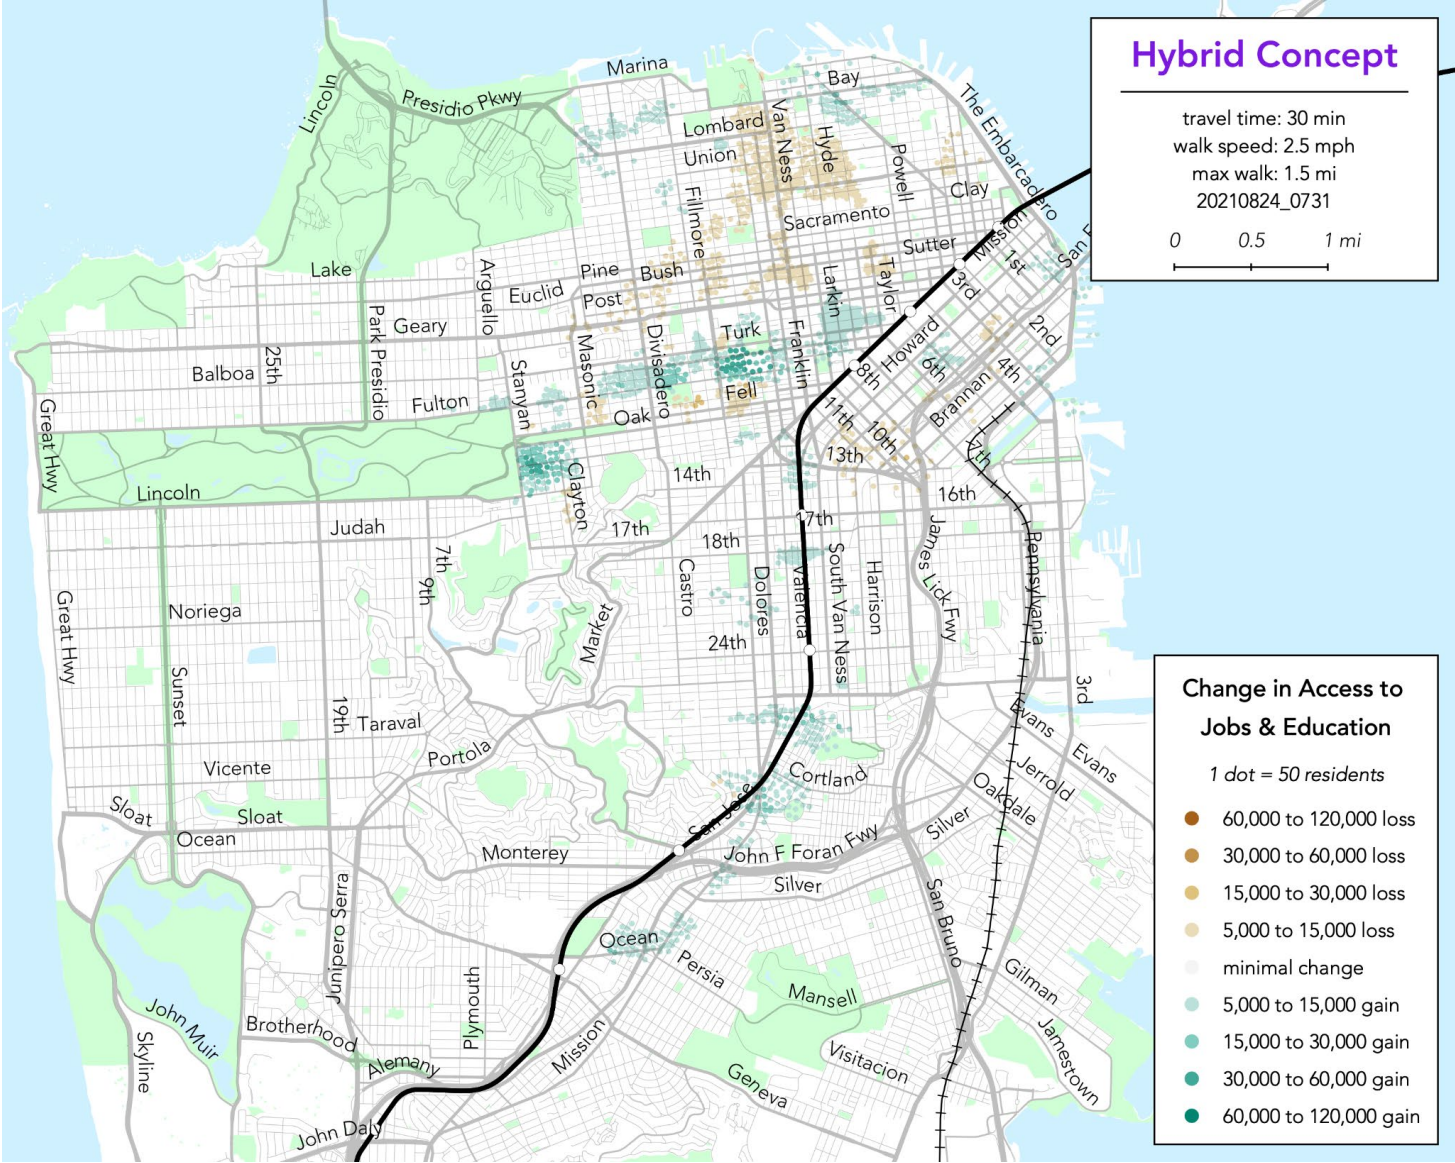 Hybrid Concept
travel time: 30 min
walk speed: 2.5 mph
max walk: 1.5 mi
20210824_0731
0 0.5 1 mi
Marina
Bay
Lincoln
Presidio Pkwy
The Embarcadero
Lombard
Van Ness
Hyde
Union
Powell
Clay
Fillmore
Sacramento
Mission
Sutter
San F
1st
Lake
Arguello
Pine
Bush
Euclid
Post
Larkin
Taylor
3rd
Park Presidio
Geary
Turk
Franklin
Howard
2nd
25th
Balboa
Stanyan
Masonic
Divisadero
6th
4th
8th
Fell
Brannan
Great Hwy
Fulton
Oak
11th
10th
13th
7th
Lincoln
Clayton
14th
16th
Judah
17th
17th
18th
James Lick Fwy
Pennsylvania
7th
9th
Castro
Dolores
Valencia
South Van Ness
Harrison
Great Hwy
Noriega
Market
24th
Sunset
19th
Taraval
3rd
Evans
Evans
Portola
Vicente
Cortland
Jerrold
Oakdale
San Jose
Sloat
Sloat
Ocean
Silver
Monterey
John F Foran Fwy
Silver
Junipero Serra
San Bruno
Ocean
Persia
Plymouth
Mansell
Gilman
John Muir
Skyline
Brotherhood
Mission
Alemany
Visitacion
Jamestown
Geneva
John Daly
Change in Access to
Jobs & Education
1 dot = 50 residents
60,000 to 120,000 loss
30,000 to 60,000 loss
15,000 to 30,000 loss
5,000 to 15,000 loss
minimal change
5,000 to 15,000 gain
15,000 to 30,000 gain
30,000 to 60,000 gain
60,000 to 120,000 gain